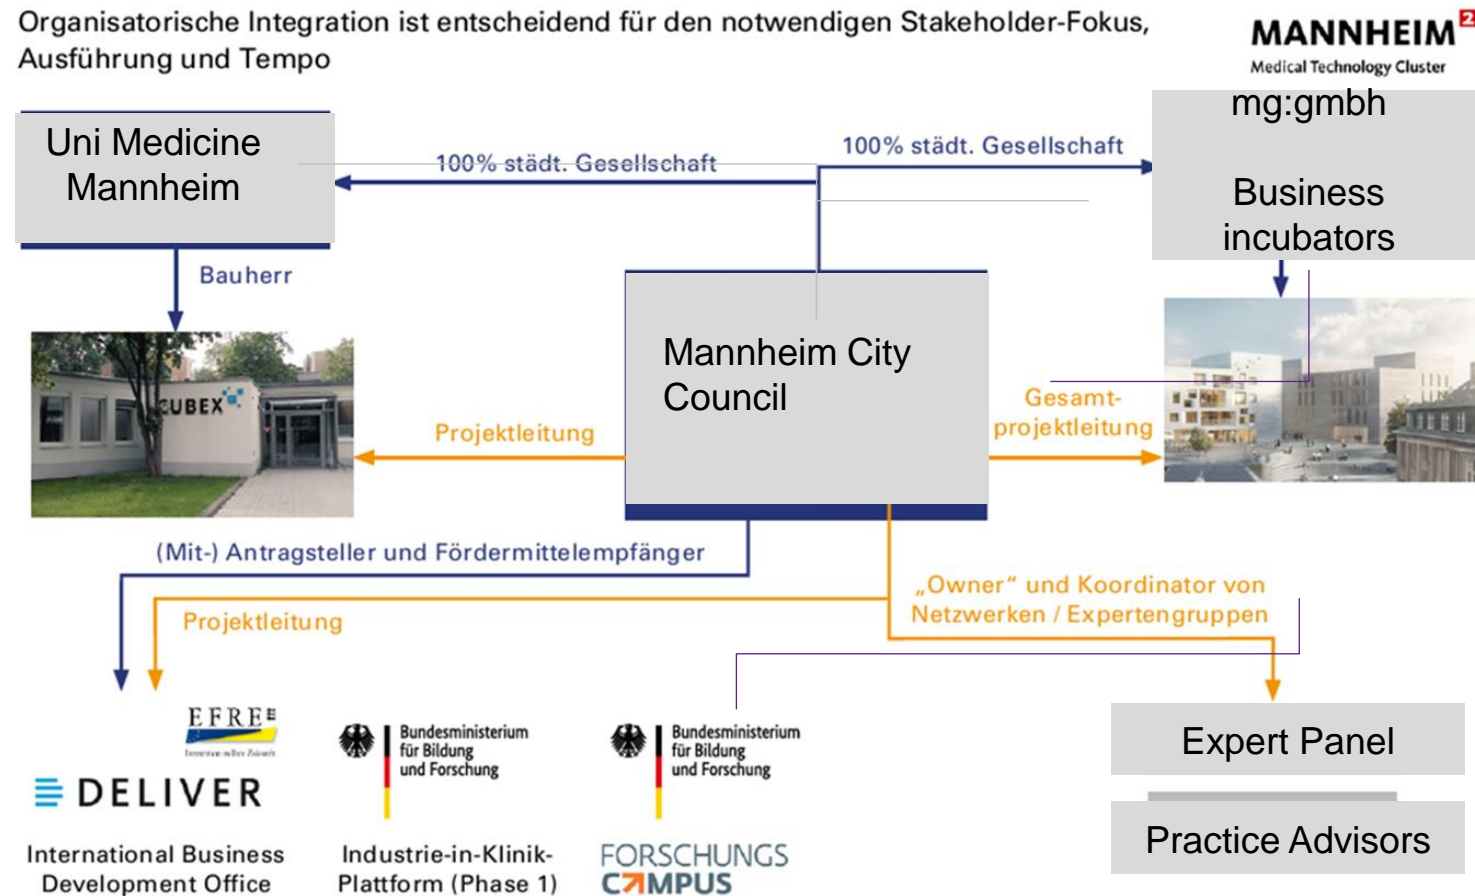 Organisatorische Integration ist entscheidend für den notwendigen Stakeholder-Fokus,
Ausführung und Tempo
MANNHEIM2
Medical Technology Cluster
Uni Medicine
Mannheim
100% städt. Gesellschaft
100% städt. Gesellschaft
mg:gmbh
Business
incubators
Bauherr
CUBEX
Mannheim City
Council
Projektleitung
Gesamt-
projektleitung
(Mit-) Antragsteller und Fördermittelempfänger
Projektleitung
„Owner“ und Koordinator von
Netzwerken / Expertengruppen
EFRE
DELIVER
International Business
Development Office
Bundesministerium
für Bildung
und Forschung
Industrie-in-Klinik-
Plattform (Phase 1)
Bundesministerium
für Bildung
und Forschung
FORSCHUNGS
CAMPUS
Expert Panel
Practice Advisors